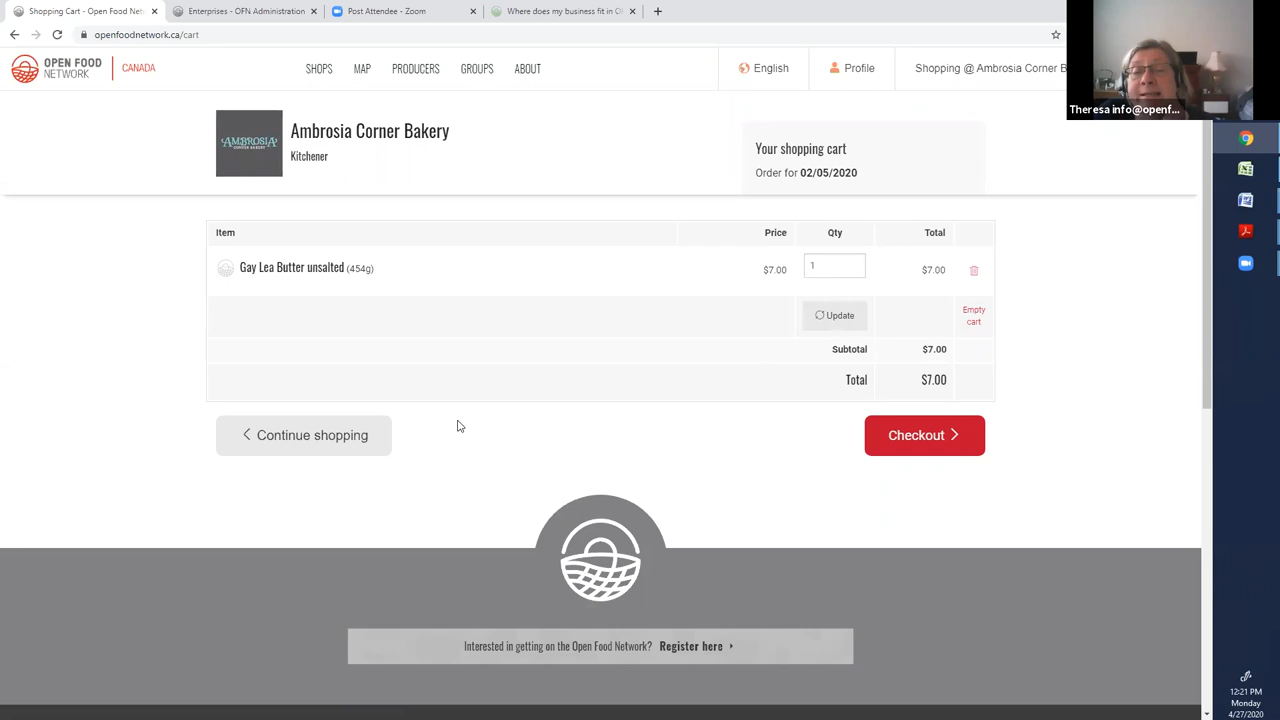 Shopping Cart - Open Food Net
Enterprises - OFN Administration
Post Attendee - Zoom
Where does my business fit in O
openfoodnetwork.ca/cart
OPEN FOOD
NETWORK
CANADA
SHOPS
MAP
PRODUCERS
GROUPS
ABOUT
English
Profile
Shopping @ Ambrosia Corner B
Theresa info@openf...
AMBROSIA
CORNER BAKERY
Ambrosia Corner Bakery
Kitchener
Your shopping cart
Order for 02/05/2020
Item
Price
Qty
Total
Gay Lea Butter unsalted (454g)
$7.00
1
$7.00
Update
Empty
cart
Subtotal
$7.00
Total
$7.00
Continue shopping
Checkout
Interested in getting on the Open Food Network? Register here
12:21 PM
Monday
4/27/2020